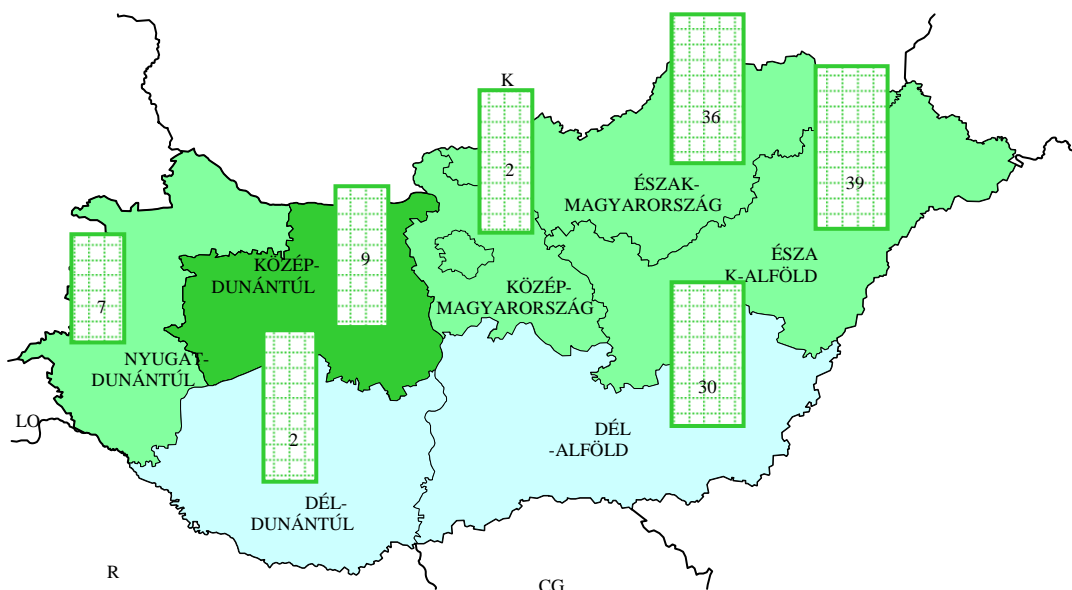 K
36
2
39
ÉSZAK-
MAGYARORSZÁG
9
ÉSZA
K-ALFÖLD
KÖZÉP-
DUNÁNTÚL
KÖZÉP-
MAGYARORSZÁG
7
NYUGAT-
DUNÁNTÚL
30
LO
2
DÉL
-ALFÖLD
DÉL-
DUNÁNTÚL
R
CG